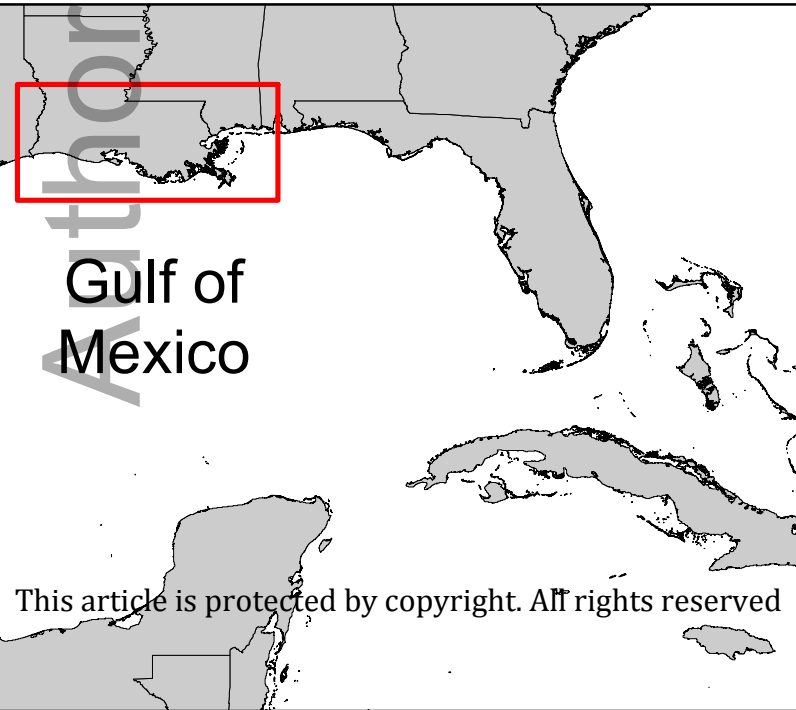 Author
Gulf of
Mexico
This article is protected by copyright. All rights reserved